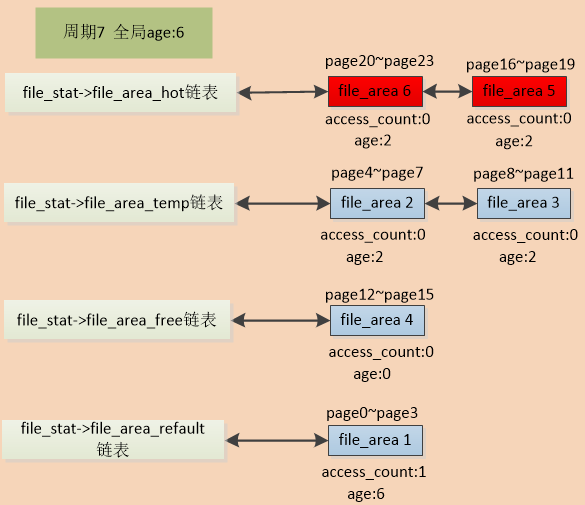 周期7 全局age:6
page20~page23
page16~page19
file_stat->file_area_hot链表
file_area 6
file_area 5
access_count:0
access_count:0
age:2
age:2
page4~page7
page8~page11
file_stat->file_area_temp链表
file_area 2
file_area 3
access_count:0
access_count:0
age:2
age:2
page12~page15
file_stat->file_area_free链表
file_area 4
access_count:0
age:0
page0~page3
file_stat->file_area_refault
链表
file_area 1
access_count:1
age:6